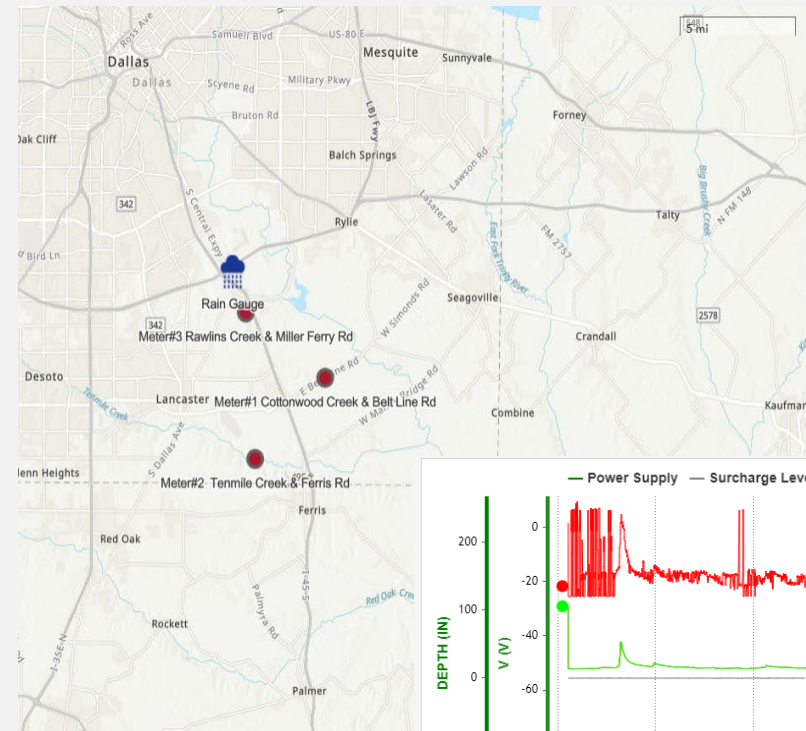 Ross Ave
Samuell Blvd
US-80 E
548
5 mi
Dallas
Mesquite
Sunnyvale
Dallas
Scyene Rd
Military Pkwy
Bruton Rd
LBJ Fwy
Forney
Oak Cliff
Balch Springs
Lawson Rd
Big Brushy Creek
342
S Central Expy
Rylie
Lasater Rd
Talty
N FM 148
Bird Ln
East Fork Trinity River
FM 2757
Rain Gauge
Seagoville
342
Meter#3 Rawlins Creek & Miller Ferry Rd
W Simonds Rd
2578
Crandall
Desoto
Tenmile Creek
Lancaster
Meter#1 Cottonwood Creek & Belt Line Rd
Combine
Kaufman
S Dallas Ave
lenn Heights
Meter#2 Tenmile Creek & Ferris Rd
Ferris
Red Oak
I-45 S
Palmyra Rd
Red Oak Cree
Rockett
I-35E-N
Palmer
Power Supply
Surcharge Leve
DEPTH (IN)
200
100
0
V (V)
0
-20
-40
-60